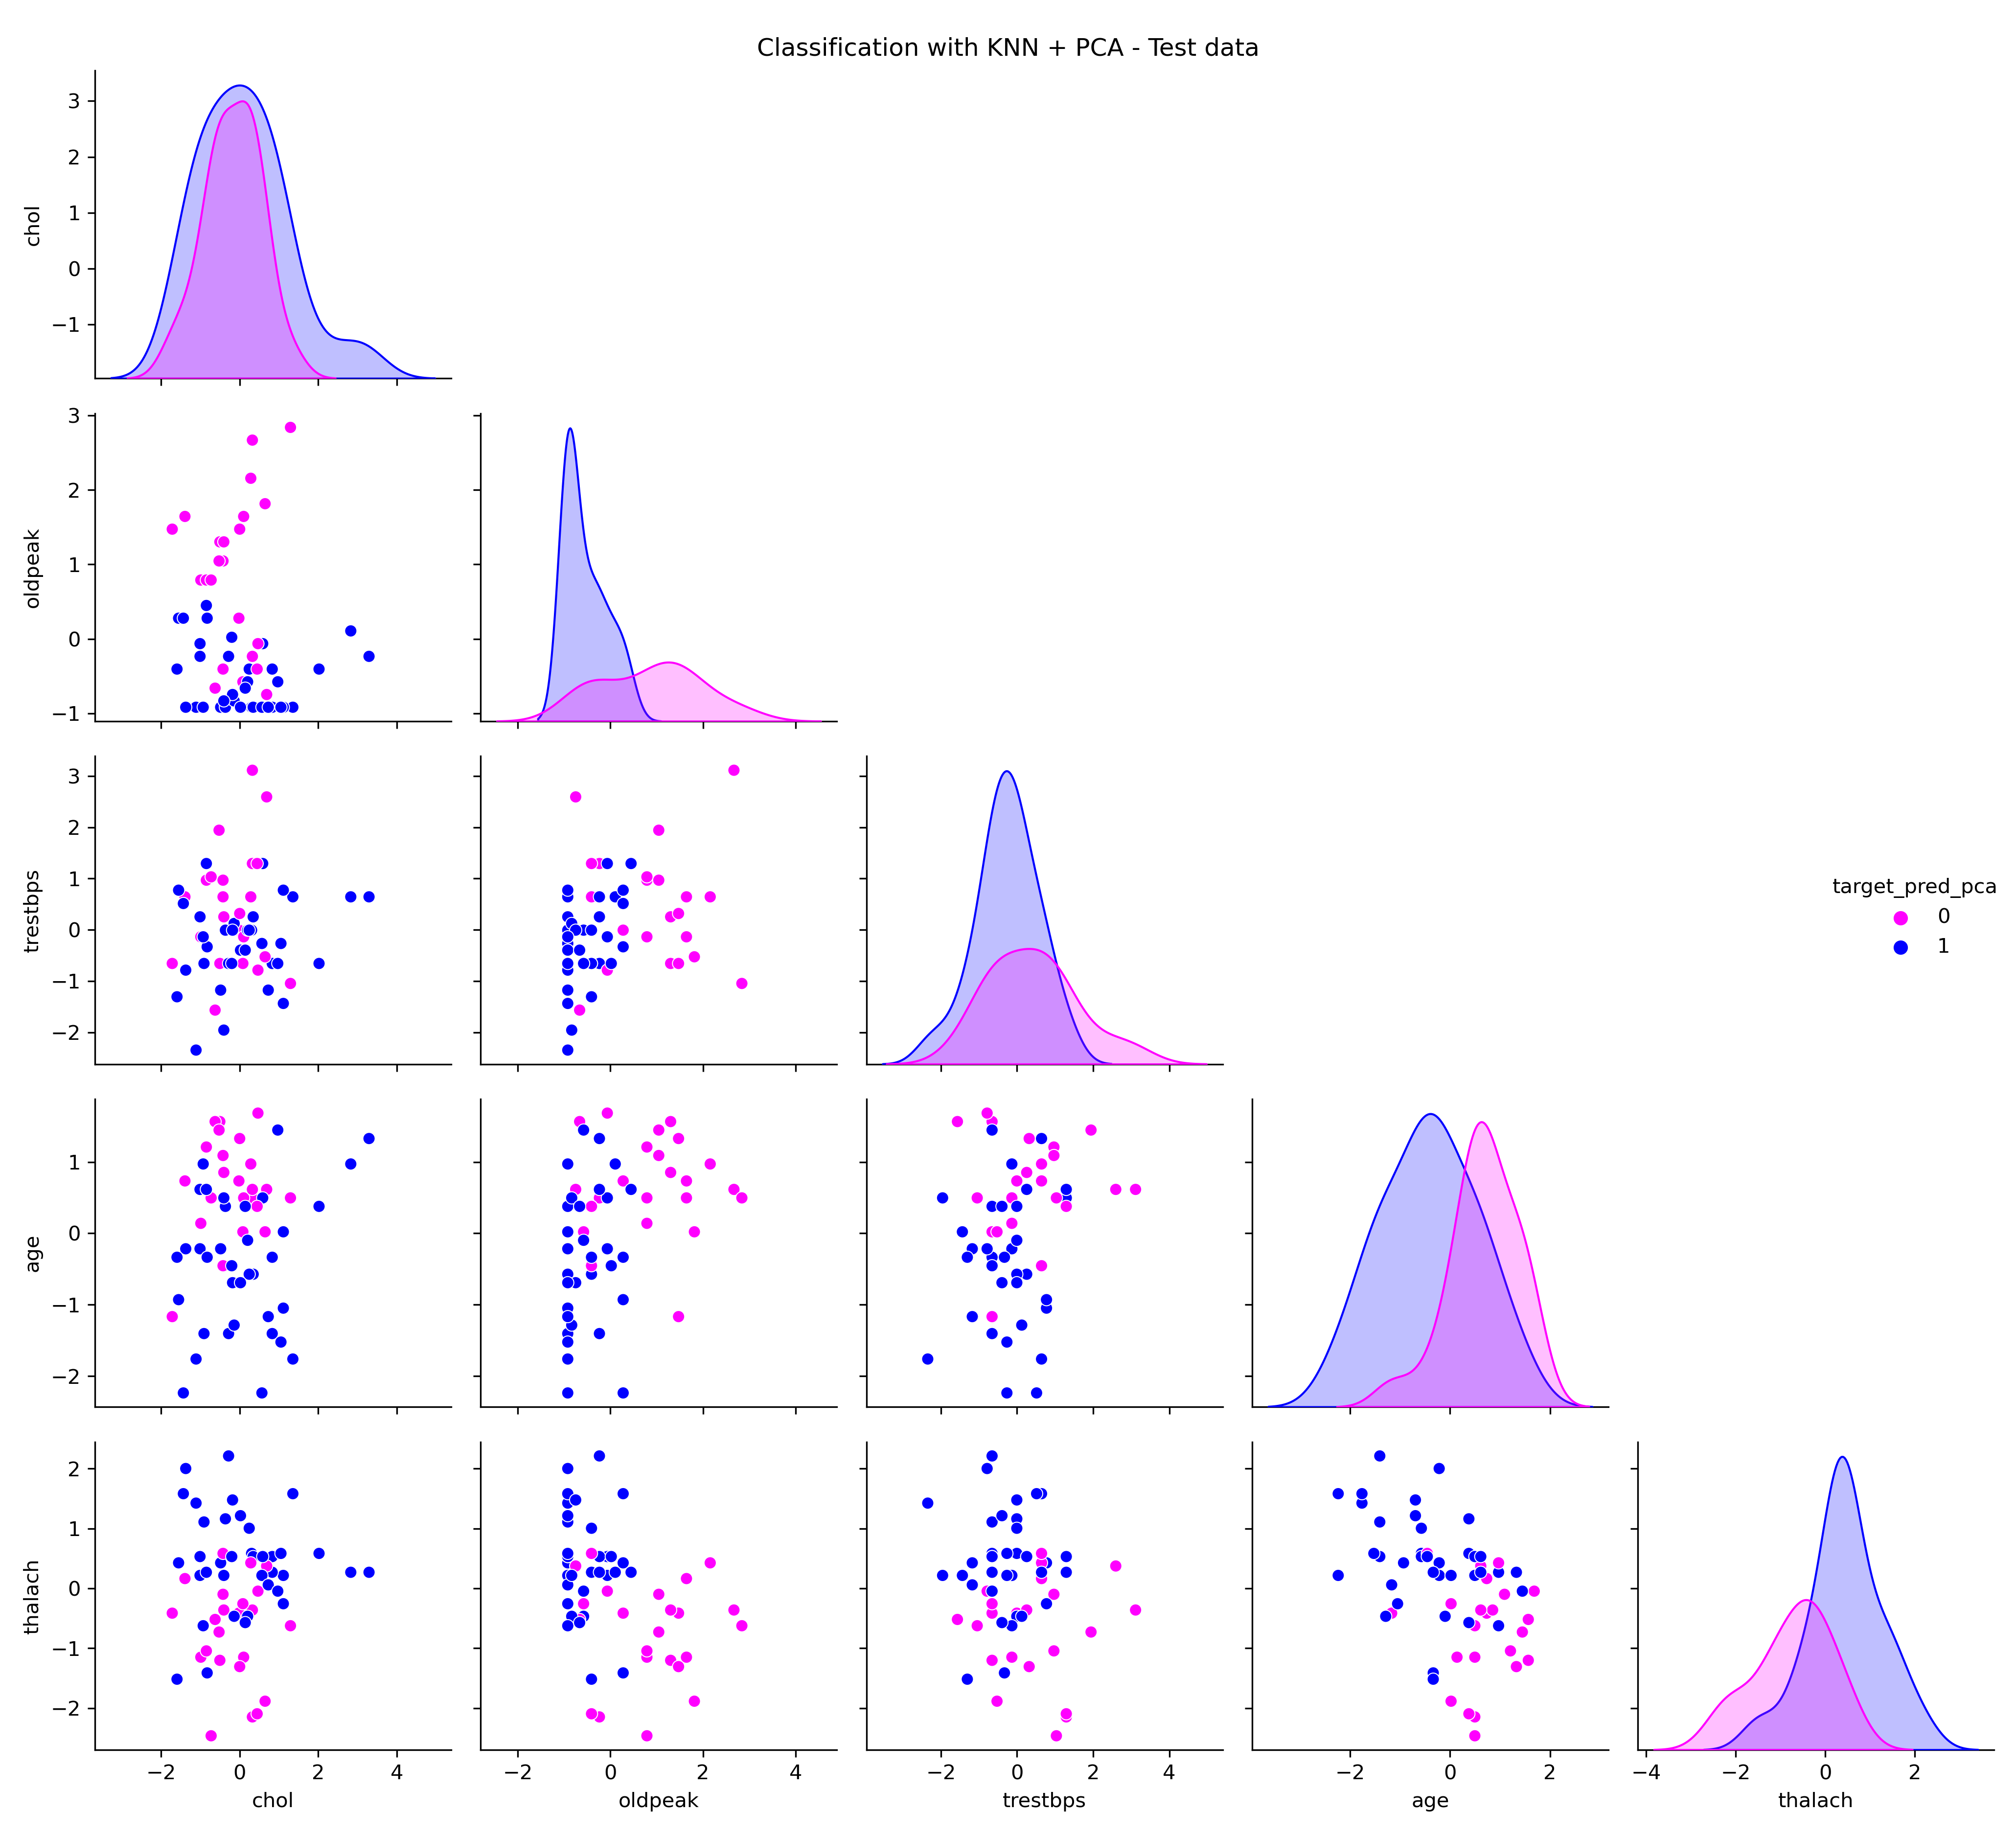 Classification with KNN + PCA - Test data
3
2
1
0
−1
chol
3
2
1
0
−1
oldpeak
3
2
1
0
−1
−2
trestbps
target_pred_pca
0
1
1
0
−1
−2
age
2
1
0
−1
−2
thalach
−2 0 2 4
−2 0 2 4
−2 0 2 4
−2 0 2
−4 −2 0 2
chol oldpeak trestbps age thalach